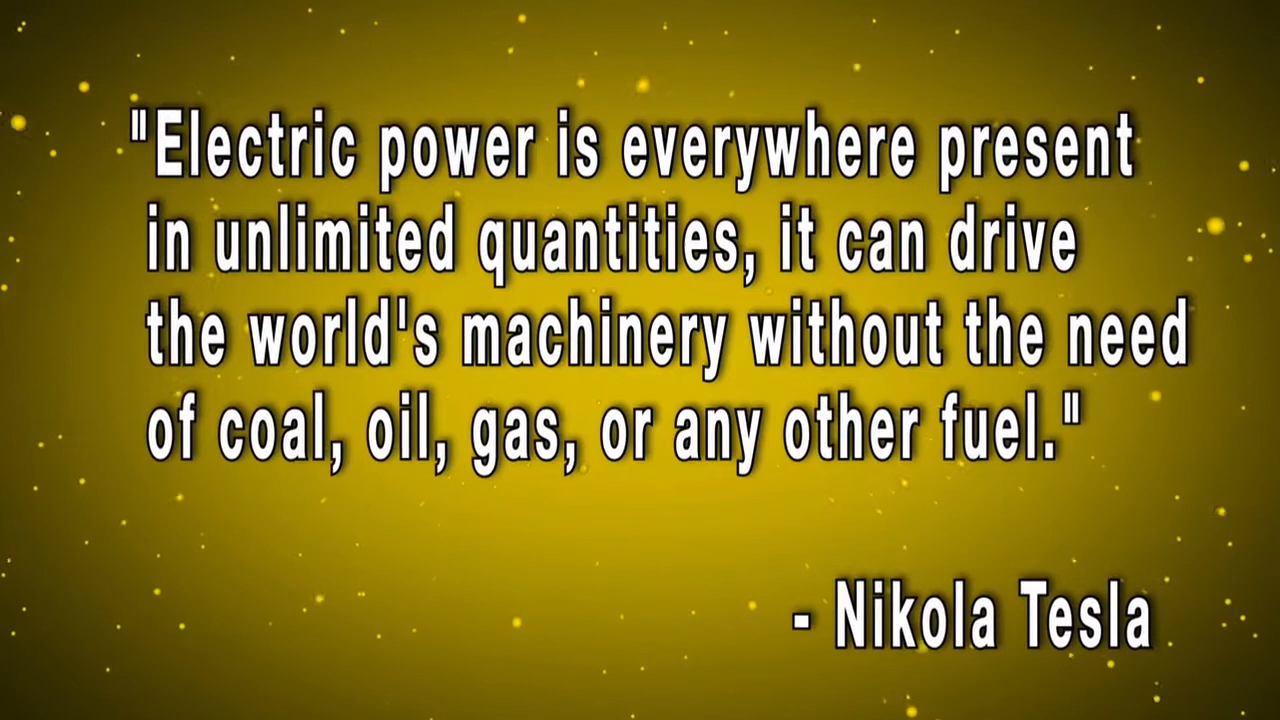 "Electric power is everywhere present
in unlimited quantities, it can drive
the world's machinery without the need
of coal, oil, gas, or any other fuel."
- Nikola Tesla